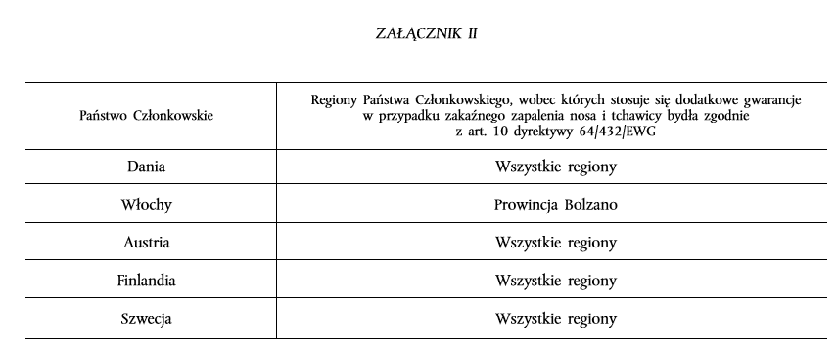 ZAŁĄCZNIK II
Państwo Członkowskie
Regiony Państwa Członkowskiego, wobec których stosuje się dodatkowe gwarancje
w przypadku zakaźnego zapalenia nosa i tchawicy bydła zgodnie
z art. 10 dyrektywy 64/432/EWG
Dania
Wszystkie regiony
Włochy
Prowincja Bolzano
Austria
Wszystkie regiony
Finlandia
Wszystkie regiony
Szwecja
Wszystkie regiony